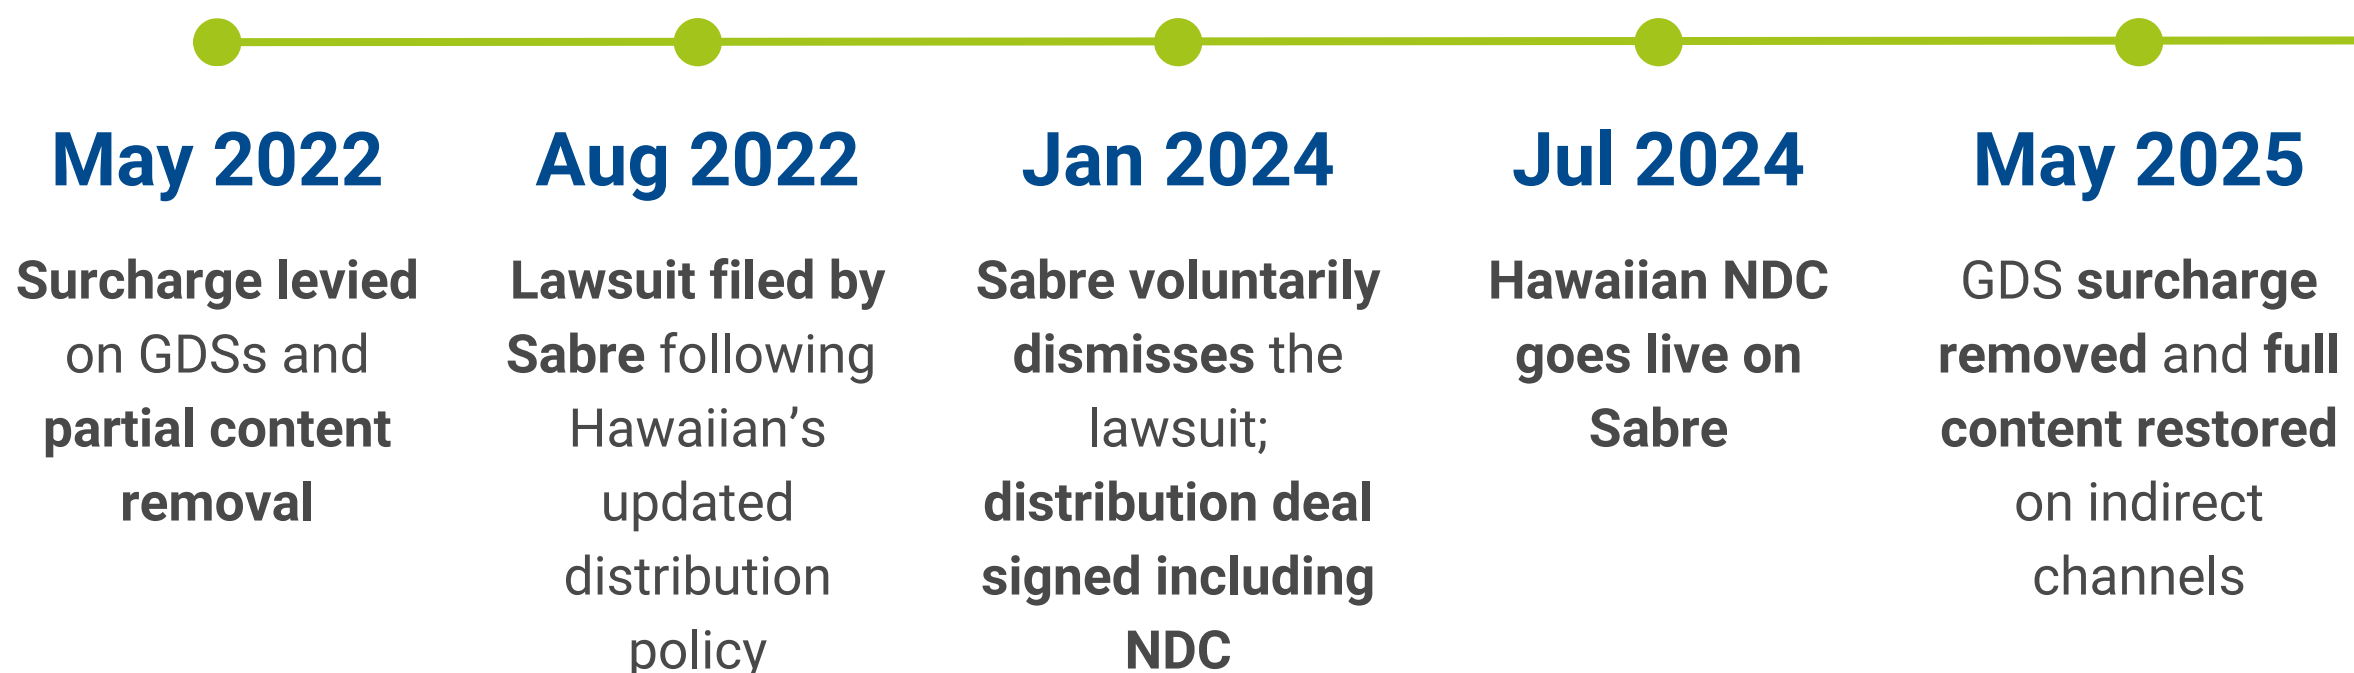 May 2022
Surcharge levied
on GDSs and
partial content
removal
Aug 2022
Lawsuit filed by
Sabre following
Hawaiian’s
updated
distribution
policy
Jan 2024
Sabre voluntarily
dismisses the
lawsuit;
distribution deal
signed including
NDC
Jul 2024
Hawaiian NDC
goes live on
Sabre
May 2025
GDS surcharge
removed and full
content restored
on indirect
channels